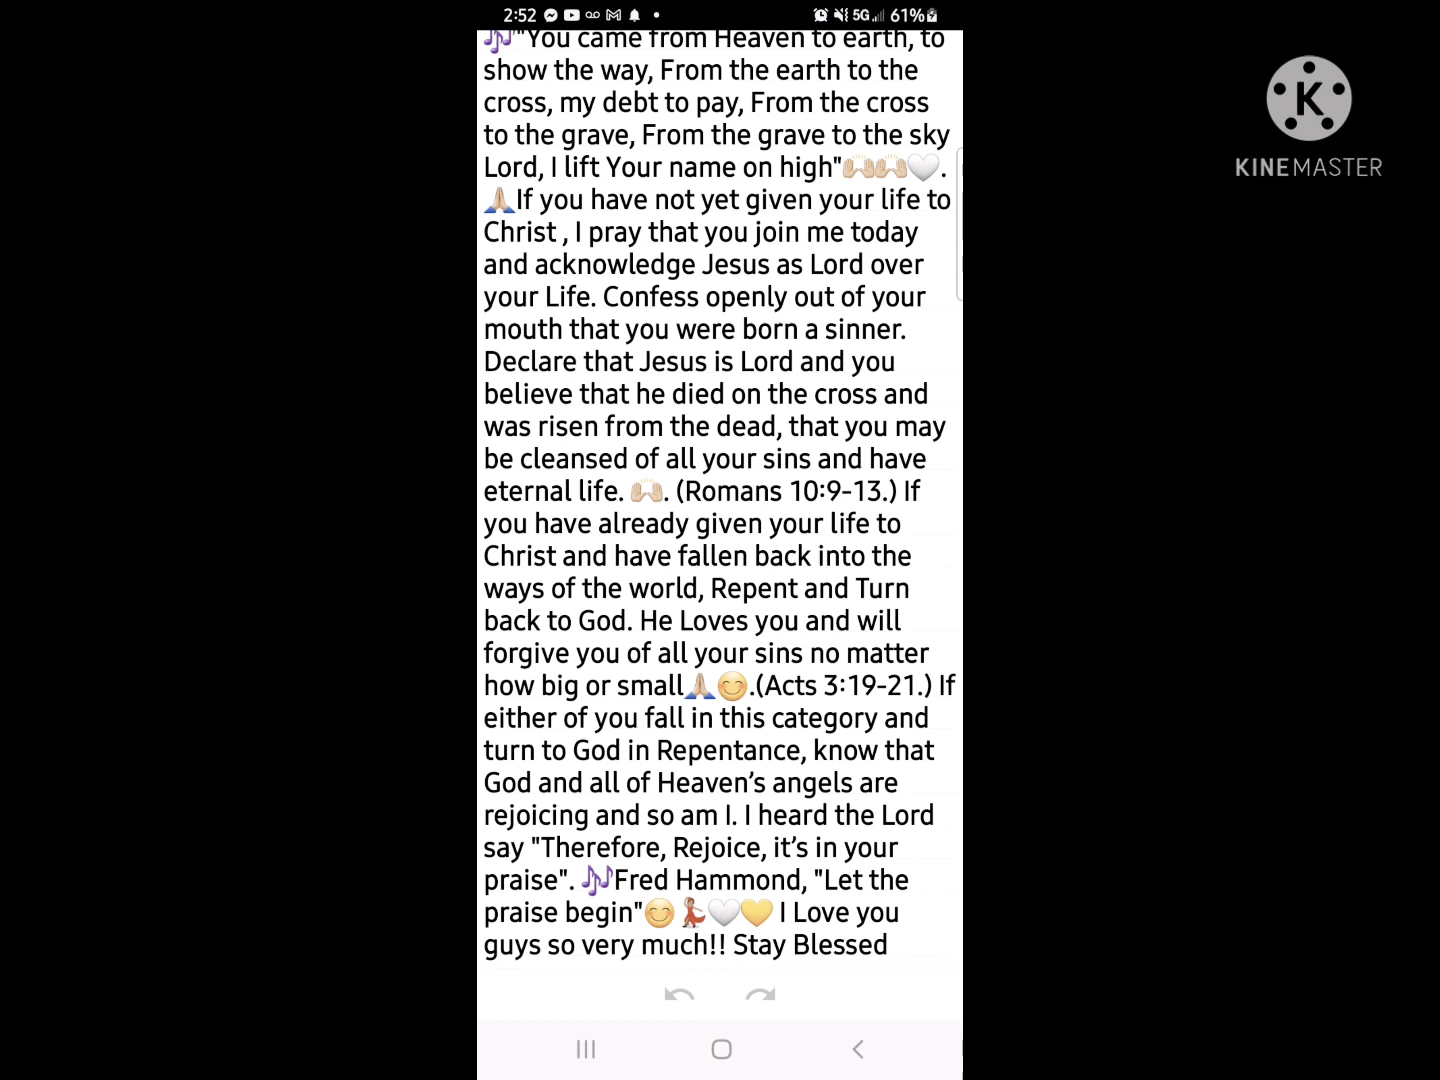 2:52
5G 61%
🎶"You came from Heaven to earth, to
show the way, From the earth to the
cross, my debt to pay, From the cross
to the grave, From the grave to the sky
Lord, I lift Your name on high"🙌🏼🙌🏼🤍.
🙏🏼If you have not yet given your life to
Christ , I pray that you join me today
and acknowledge Jesus as Lord over
your Life. Confess openly out of your
mouth that you were born a sinner.
Declare that Jesus is Lord and you
believe that he died on the cross and
was risen from the dead, that you may
be cleansed of all your sins and have
eternal life. 🙌🏼. (Romans 10:9-13.) If
you have already given your life to
Christ and have fallen back into the
ways of the world, Repent and Turn
back to God. He Loves you and will
forgive you of all your sins no matter
how big or small🙏🏼😊.(Acts 3:19-21.) If
either of you fall in this category and
turn to God in Repentance, know that
God and all of Heaven’s angels are
rejoicing and so am I. I heard the Lord
say "Therefore, Rejoice, it’s in your
praise". 🎶Fred Hammond, "Let the
praise begin"😊💃🏽🤍💛 I Love you
guys so very much!! Stay Blessed
K
KINEMASTER